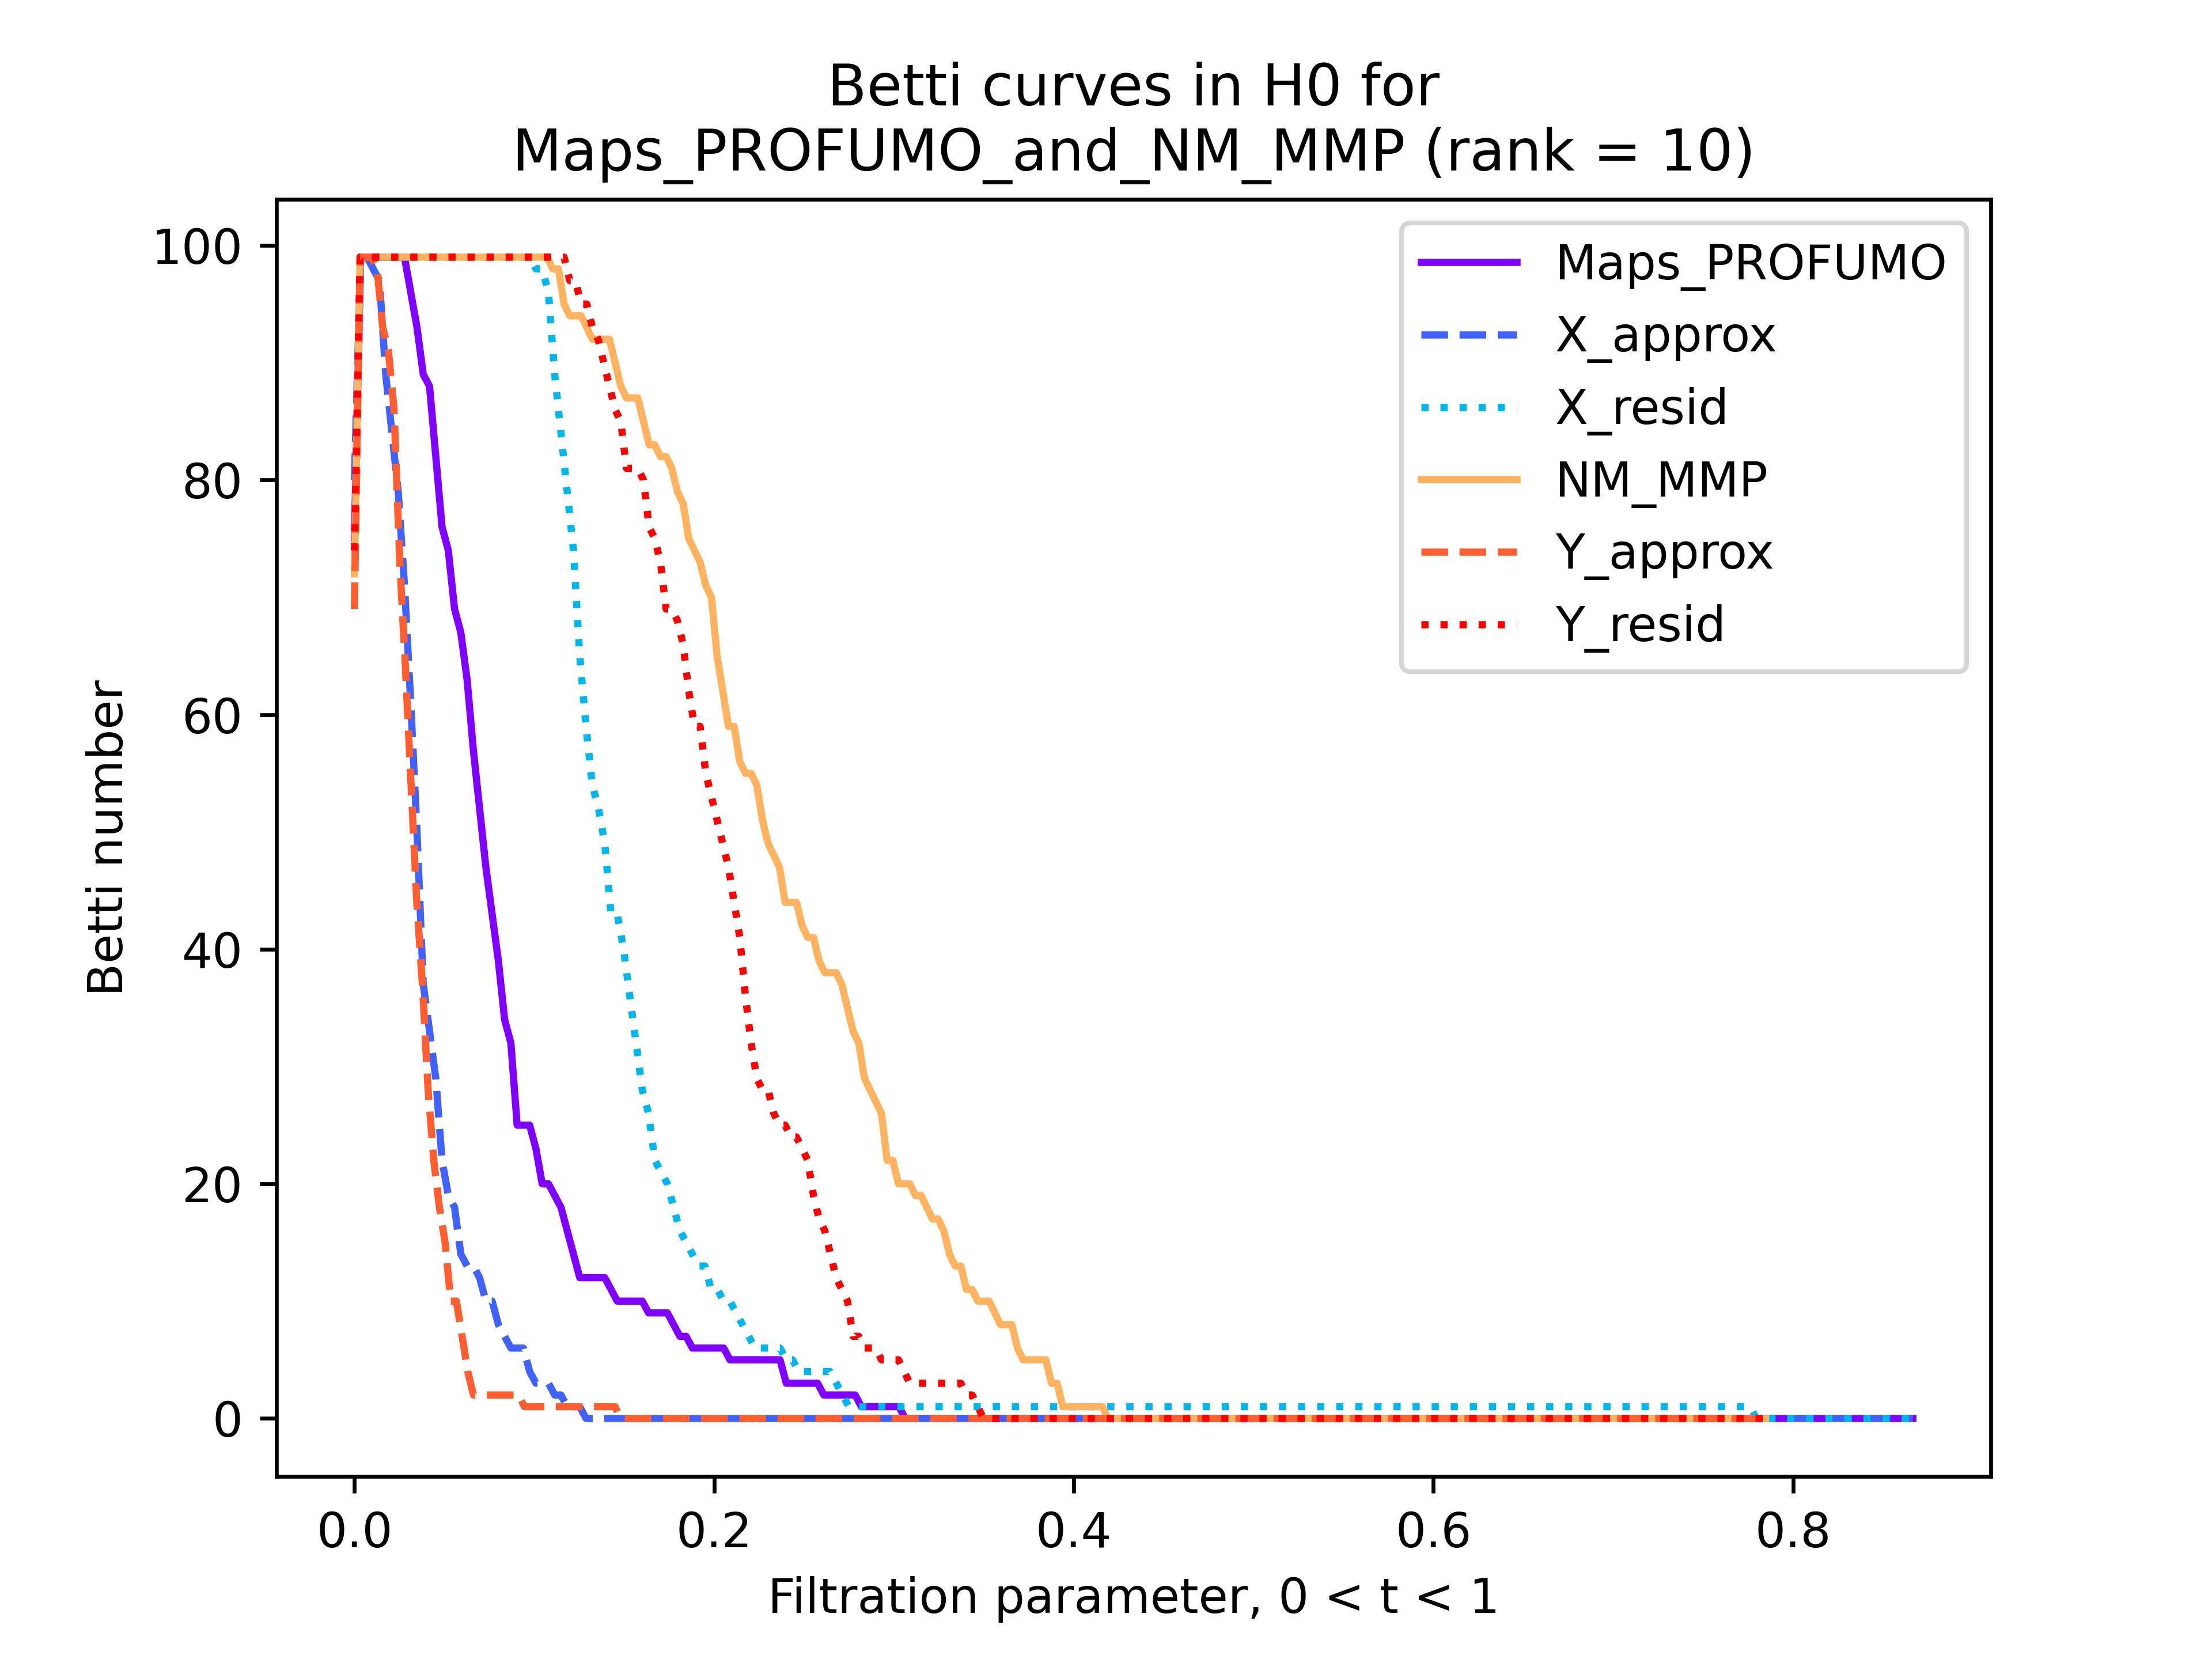 Betti curves in H0 for
Maps_PROFUMO_and_NM_MMP (rank = 10)
100
80
60
40
20
0
Betti number
Maps_PROFUMO
X_approx
X_resid
NM_MMP
Y_approx
Y_resid
0.0 0.2 0.4 0.6 0.8
Filtration parameter, 0 < t < 1